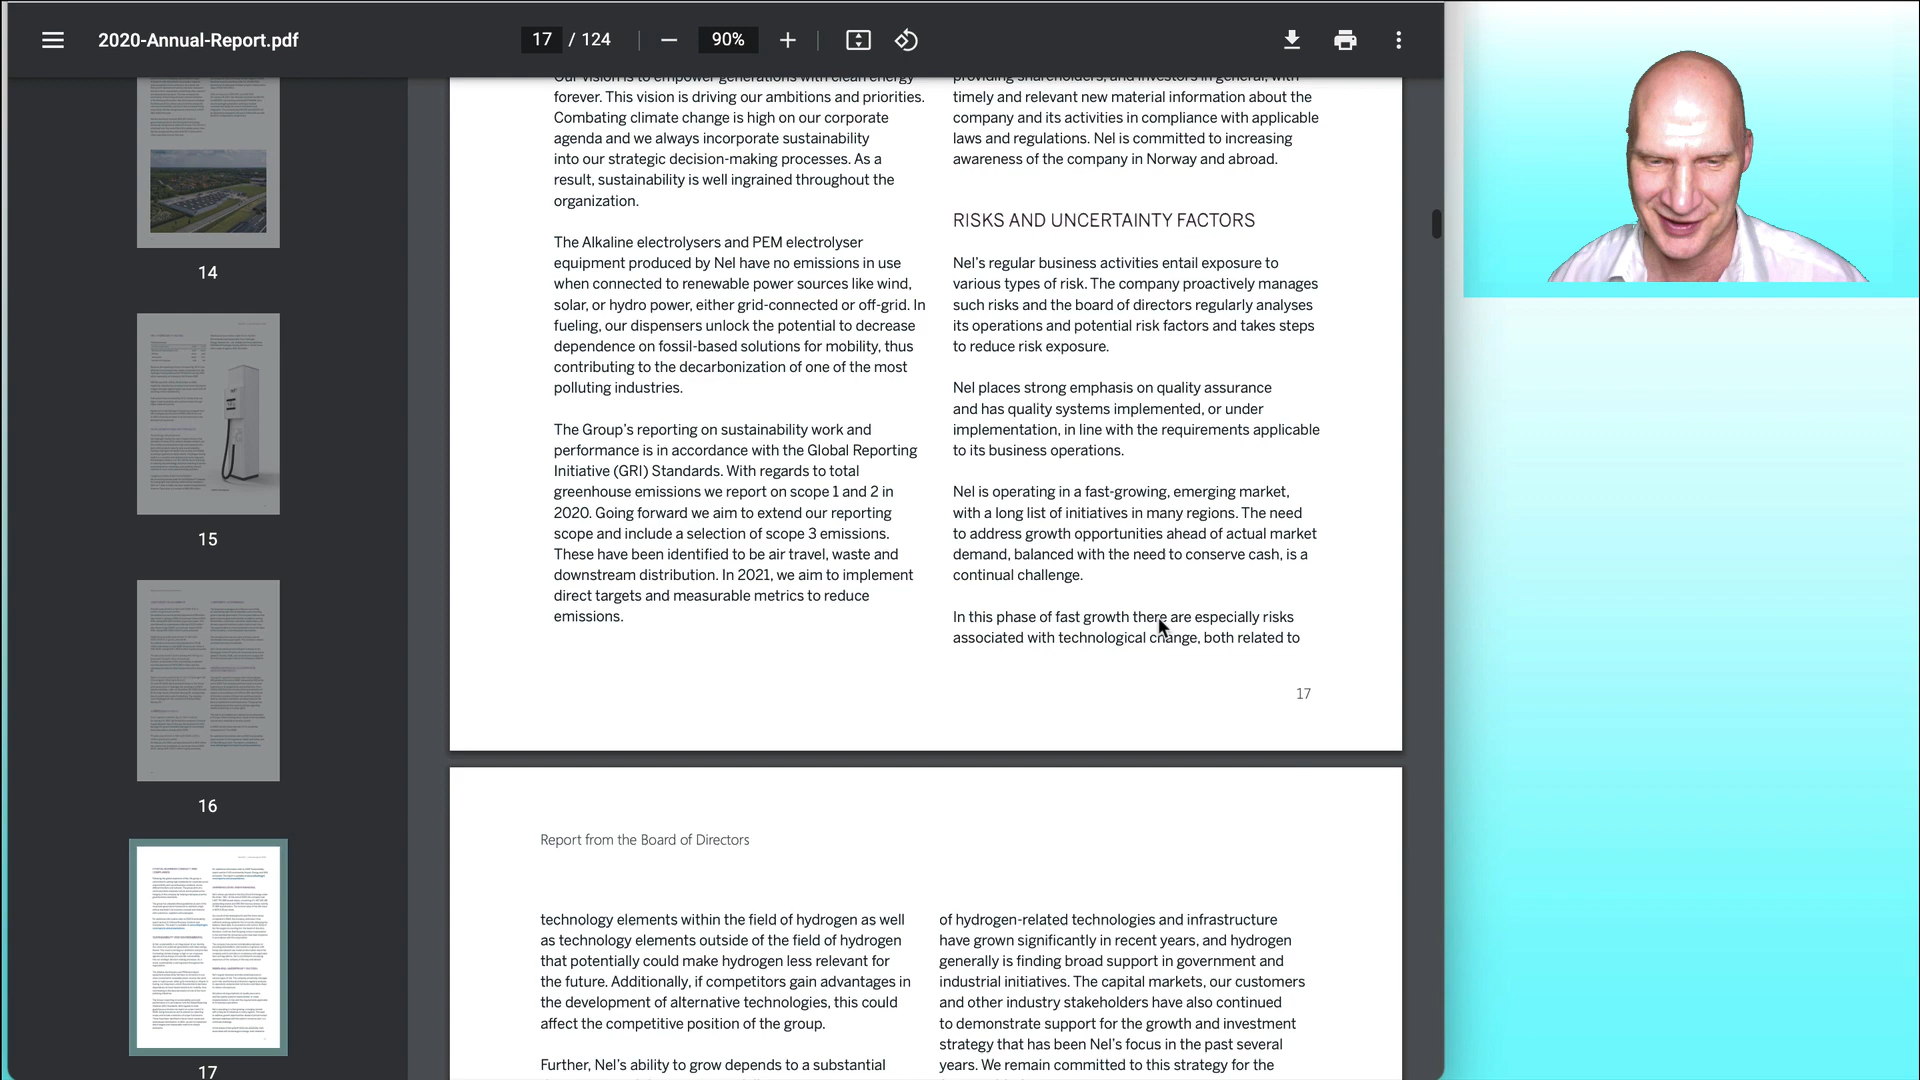 2020-Annual-Report.pdf
17 / 124
90%
14
15
16
17
Our vision is to empower generations with clean energy
forever. This vision is driving our ambitions and priorities.
Combating climate change is high on our corporate
agenda and we always incorporate sustainability
into our strategic decision-making processes. As a
result, sustainability is well ingrained throughout the
organization.
The Alkaline electrolysers and PEM electrolyser
equipment produced by Nel have no emissions in use
when connected to renewable power sources like wind,
solar, or hydro power, either grid-connected or off-grid. In
fueling, our dispensers unlock the potential to decrease
dependence on fossil-based solutions for mobility, thus
contributing to the decarbonization of one of the most
polluting industries.
The Group's reporting on sustainability work and
performance is in accordance with the Global Reporting
Initiative (GRI) Standards. With regards to total
greenhouse emissions we report on scope 1 and 2 in
2020. Going forward we aim to extend our reporting
scope and include a selection of scope 3 emissions.
These have been identified to be air travel, waste and
downstream distribution. In 2021, we aim to implement
direct targets and measurable metrics to reduce
emissions.
providing shareholders, and investors in general, with
timely and relevant new material information about the
company and its activities in compliance with applicable
laws and regulations. Nel is committed to increasing
awareness of the company in Norway and abroad.
RISKS AND UNCERTAINTY FACTORS
Nel's regular business activities entail exposure to
various types of risk. The company proactively manages
such risks and the board of directors regularly analyses
its operations and potential risk factors and takes steps
to reduce risk exposure.
Nel places strong emphasis on quality assurance
and has quality systems implemented, or under
implementation, in line with the requirements applicable
to its business operations.
Nel is operating in a fast-growing, emerging market,
with a long list of initiatives in many regions. The need
to address growth opportunities ahead of actual market
demand, balanced with the need to conserve cash, is a
continual challenge.
In this phase of fast growth there are especially risks
associated with technological change, both related to
17
Report from the Board of Directors
technology elements within the field of hydrogen as well
as technology elements outside of the field of hydrogen
that potentially could make hydrogen less relevant for
the future. Additionally, if competitors gain advantages in
the development of alternative technologies, this could
affect the competitive position of the group.
Further, Nel's ability to grow depends to a substantial
of hydrogen-related technologies and infrastructure
have grown significantly in recent years, and hydrogen
generally is finding broad support in government and
industrial initiatives. The capital markets, our customers
and other industry stakeholders have also continued
to demonstrate support for the growth and investment
strategy that has been Nel's focus in the past several
years. We remain committed to this strategy for the